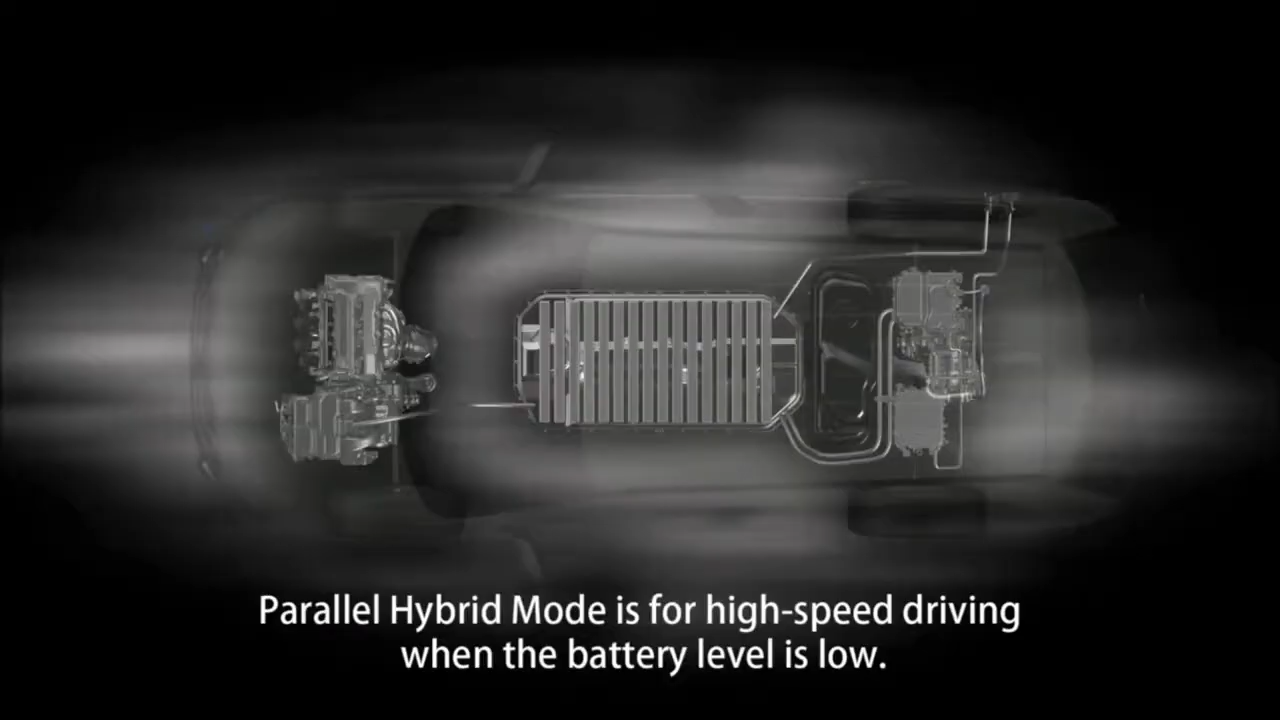 Parallel Hybrid Mode is for high-speed driving
when the battery level is low.